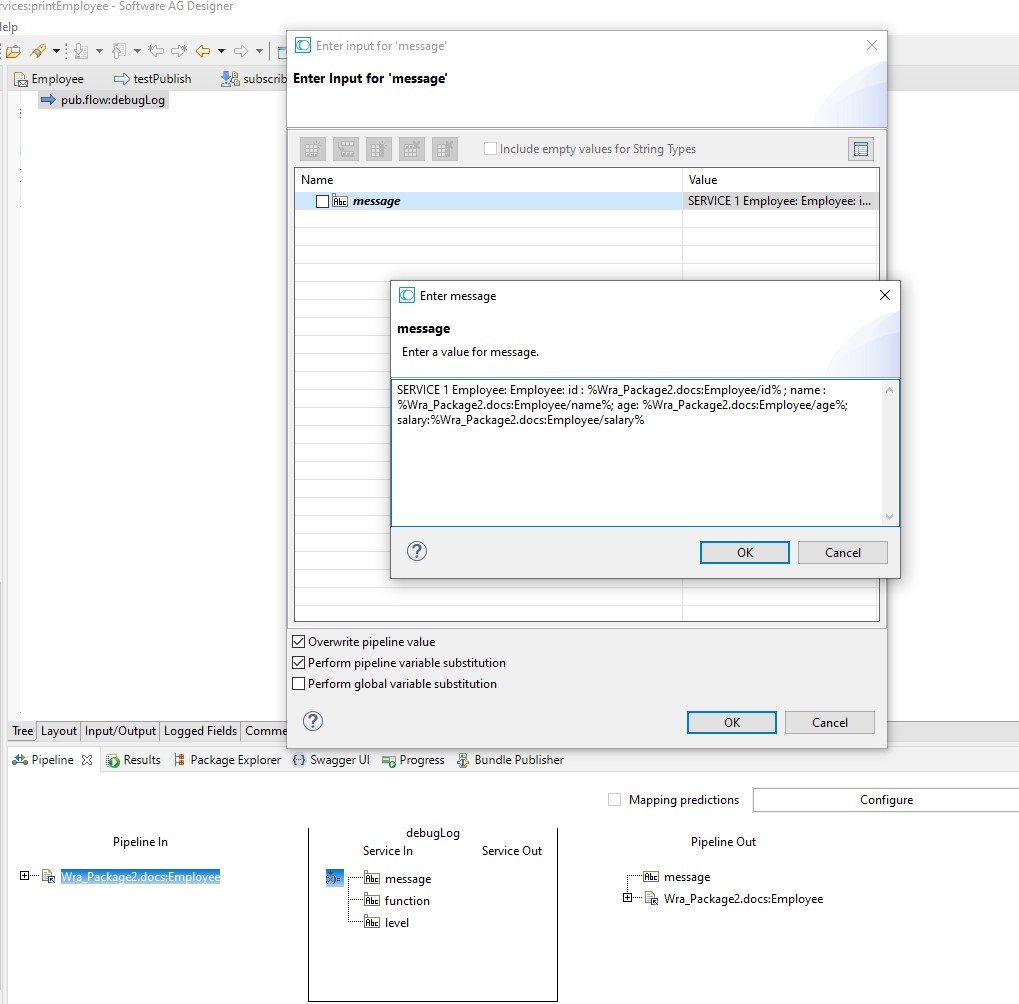 rvices:printEmployee - Software AG Designer
Help
Employee
testPublish
subscrib
pub.flow:debugLog
Enter input for 'message'
Enter Input for 'message'
Include empty values for String Types
Name Value
Abc message SERVICE 1 Employee: Employee: i...
Enter message
message
Enter a value for message.
SERVICE 1 Employee: Employee: id : %Wra_Package2.docs:Employee/id% ; name :
%Wra_Package2.docs:Employee/name%; age: %Wra_Package2.docs:Employee/age%;
salary:%Wra_Package2.docs:Employee/salary%
OK Cancel
Overwrite pipeline value
Perform pipeline variable substitution
Perform global variable substitution
OK Cancel
Tree Layout Input/Output Logged Fields Comme
Pipeline Results Package Explorer Swagger UI Progress Bundle Publisher
Mapping predictions Configure
Pipeline In
debugLog
Service In Service Out
Pipeline Out
Wra_Package2.docs:Employee
Abc message
Abc function
Abc level
Abc message
Wra_Package2.docs:Employee